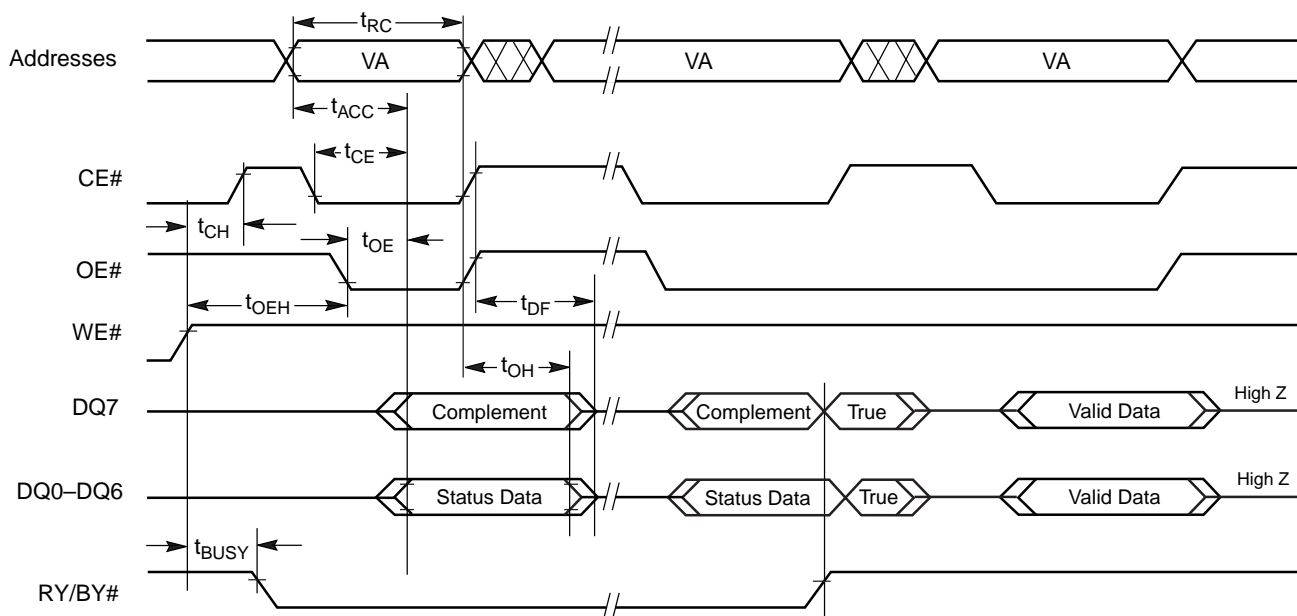 tRC
Addresses VA VA VA
tACC
tCE
CE#
tCH
tOE
OE#
tOEH
tDF
WE#
tOH
DQ7 Complement Complement True Valid Data High Z
DQ0–DQ6 Status Data Status Data True Valid Data High Z
tBUSY
RY/BY#